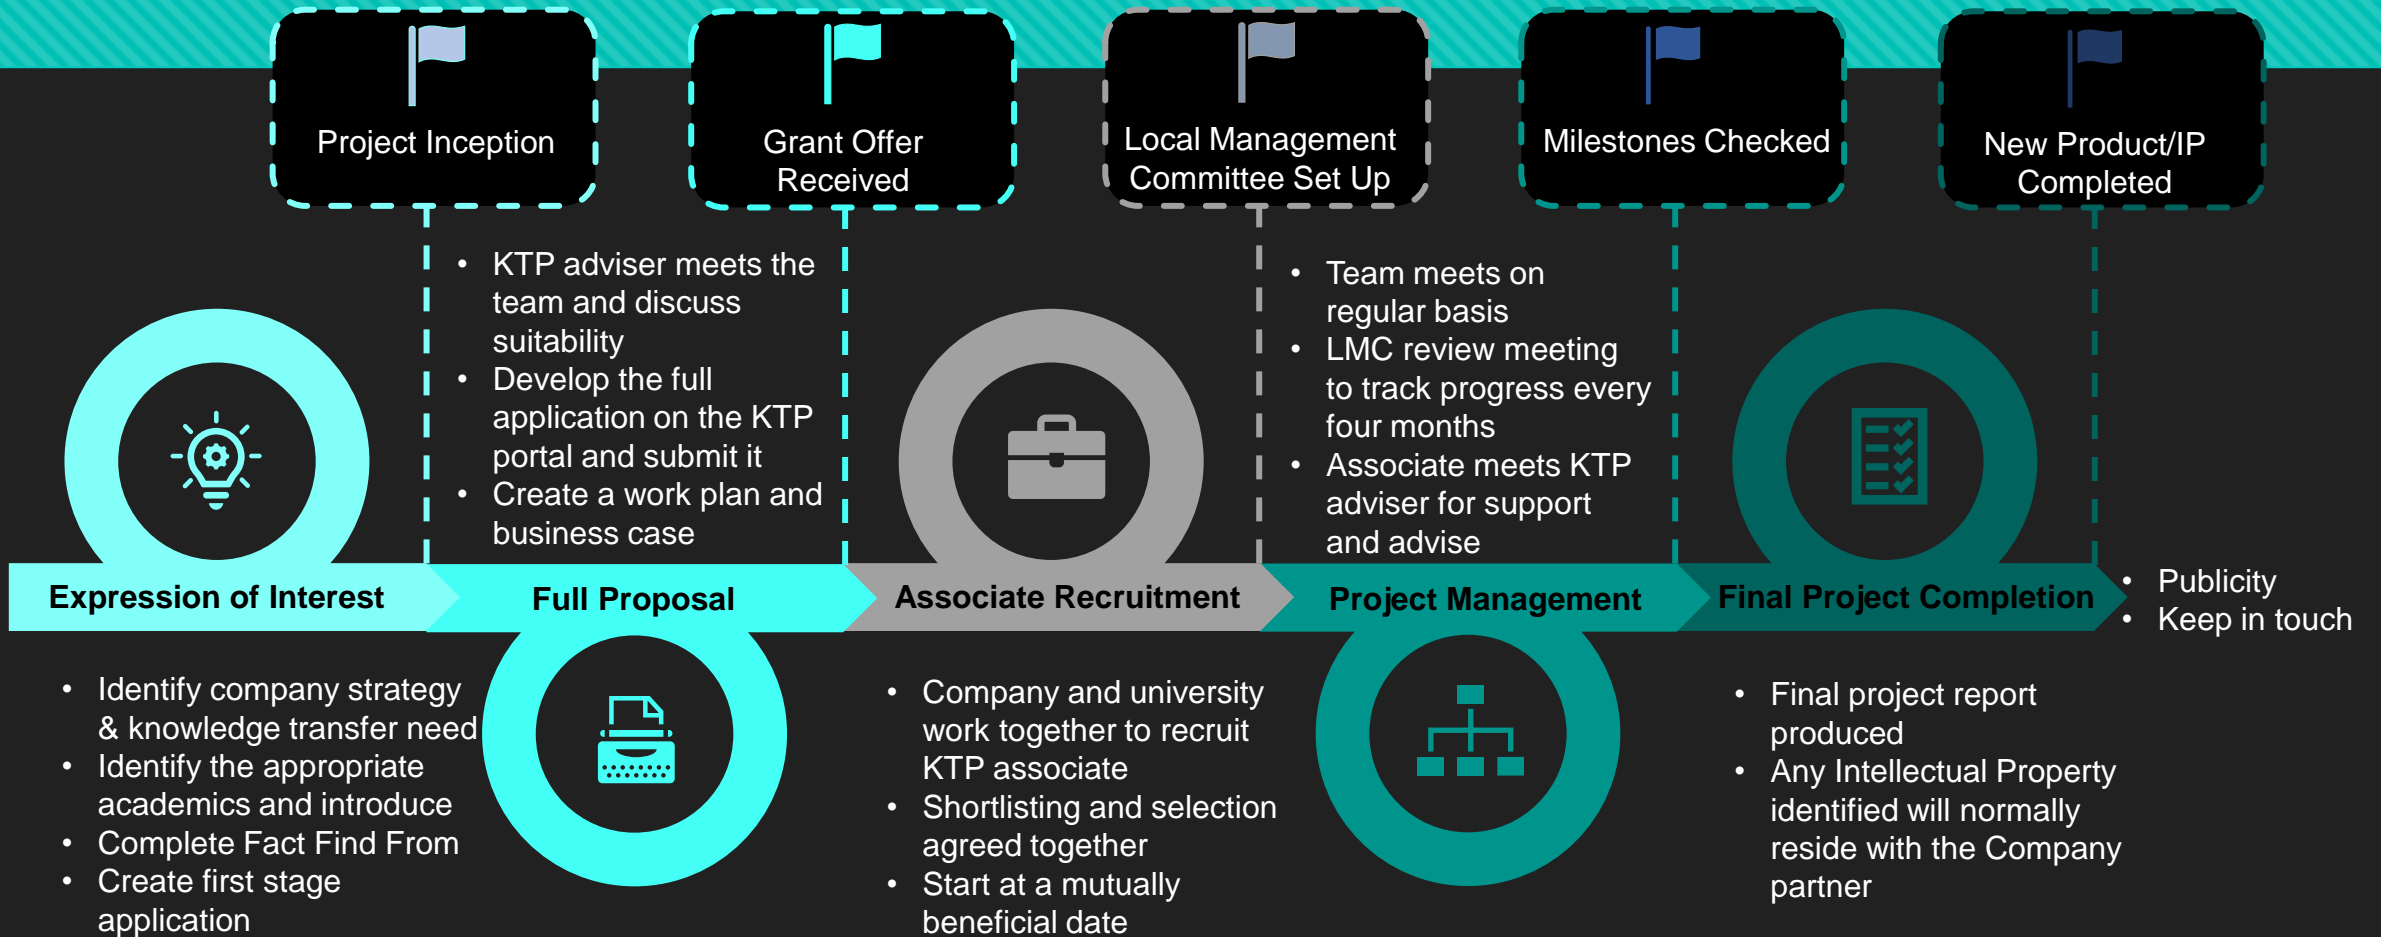 Project Inception
Grant Offer
Received
Local Management
Committee Set Up
Milestones Checked
New Product/IP
Completed
• KTP adviser meets the
team and discuss
suitability
• Develop the full
application on the KTP
portal and submit it
• Create a work plan and
business case
• Team meets on
regular basis
• LMC review meeting
to track progress every
four months
• Associate meets KTP
adviser for support
and advise
Expression of Interest
Full Proposal
Associate Recruitment
Project Management
Final Project Completion
• Publicity
• Keep in touch
• Identify company strategy
& knowledge transfer need
• Identify the appropriate
academics and introduce
• Complete Fact Find From
• Create first stage
application
• Company and university
work together to recruit
KTP associate
• Shortlisting and selection
agreed together
• Start at a mutually
beneficial date
• Final project report
produced
• Any Intellectual Property
identified will normally
reside with the Company
partner